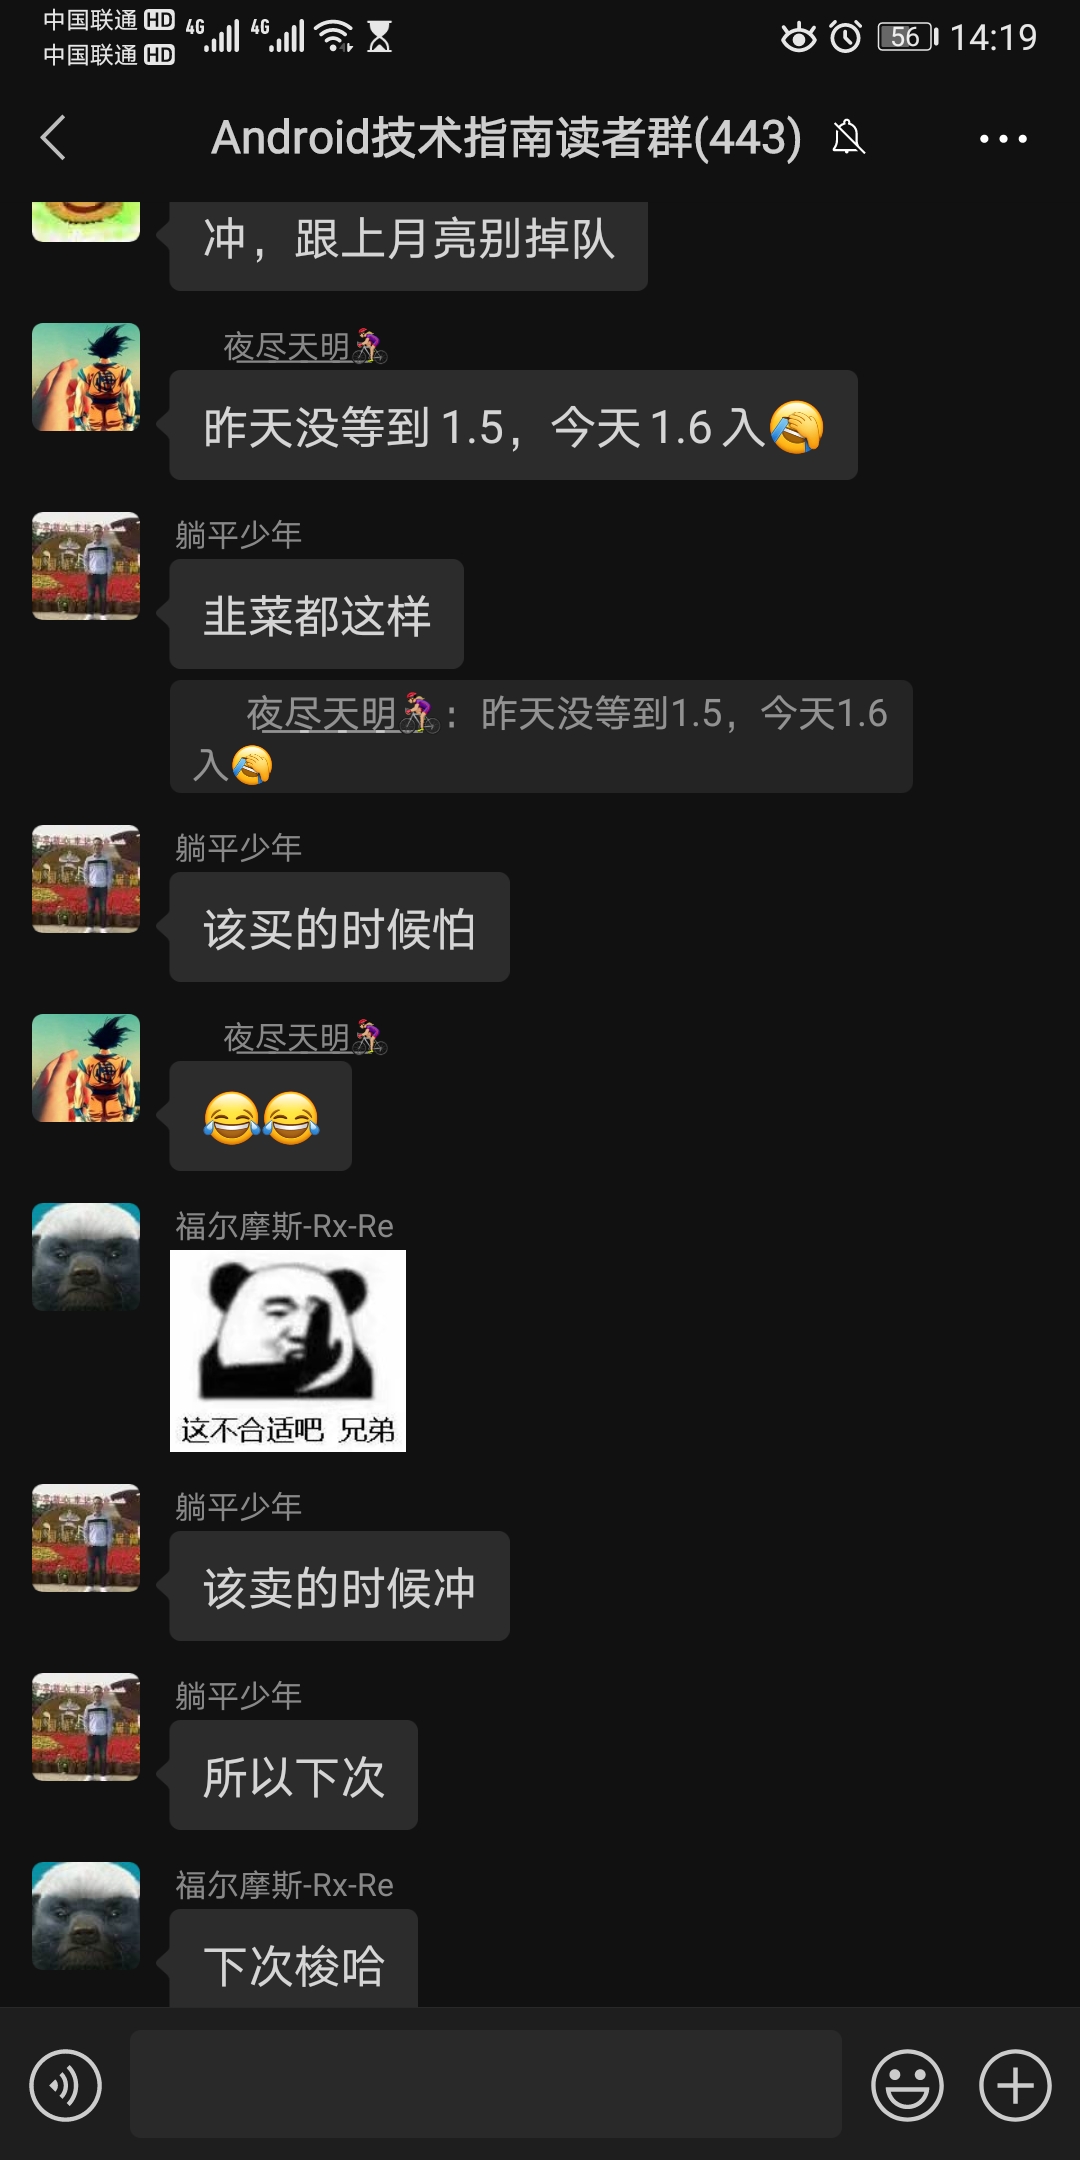 中国联通 HD 4G 4G 56 14:19
中国联通 HD
Android技术指南读者群(443)
冲，跟上月亮别掉队
夜尽天明🚴
昨天没等到 1.5，今天 1.6 入🤦
躺平少年
韭菜都这样
夜尽天明🚴：昨天没等到1.5，今天1.6
入🤦
躺平少年
该买的时候怕
夜尽天明🚴
😂😂
福尔摩斯-Rx-Re
这不合适吧 兄弟
躺平少年
该卖的时候冲
躺平少年
所以下次
福尔摩斯-Rx-Re
下次梭哈